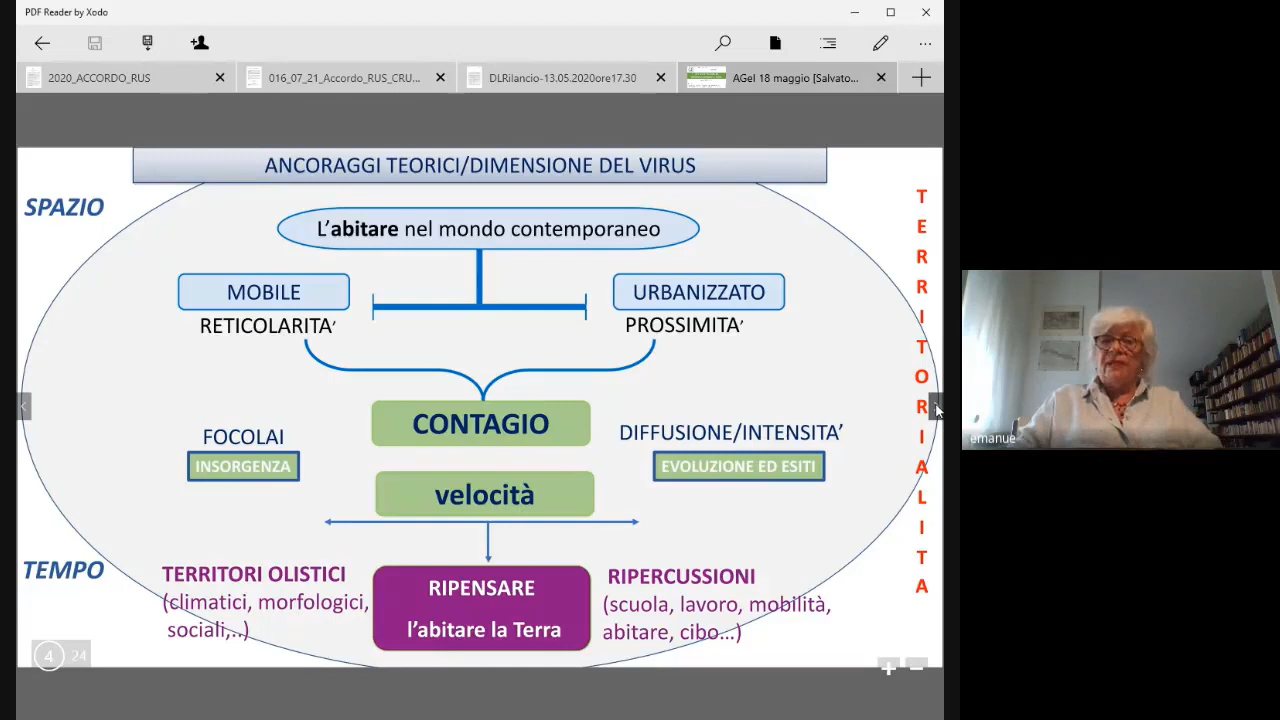 PDF Reader by Xodo
2020_ACCORDO_RUS
016_07_21_Accordo_RUS_CRU...
DLRilancio-13.05.2020ore17.30
AGeI 18 maggio [Salvato...
ANCORAGGI TEORICI/DIMENSIONE DEL VIRUS
SPAZIO
L'abitare nel mondo contemporaneo
MOBILE
URBANIZZATO
RETICOLARITA'
PROSSIMITA'
CONTAGIO
FOCOLAI
DIFFUSIONE/INTENSITA'
INSORGENZA
EVOLUZIONE ED ESITI
velocità
TEMPO
TERRITORI OLISTICI
(climatici, morfologici,
sociali,..)
RIPENSARE
l'abitare la Terra
RIPERCUSSIONI
(scuola, lavoro, mobilità,
abitare, cibo...)
TERRITORIALITA
4 24
emanue